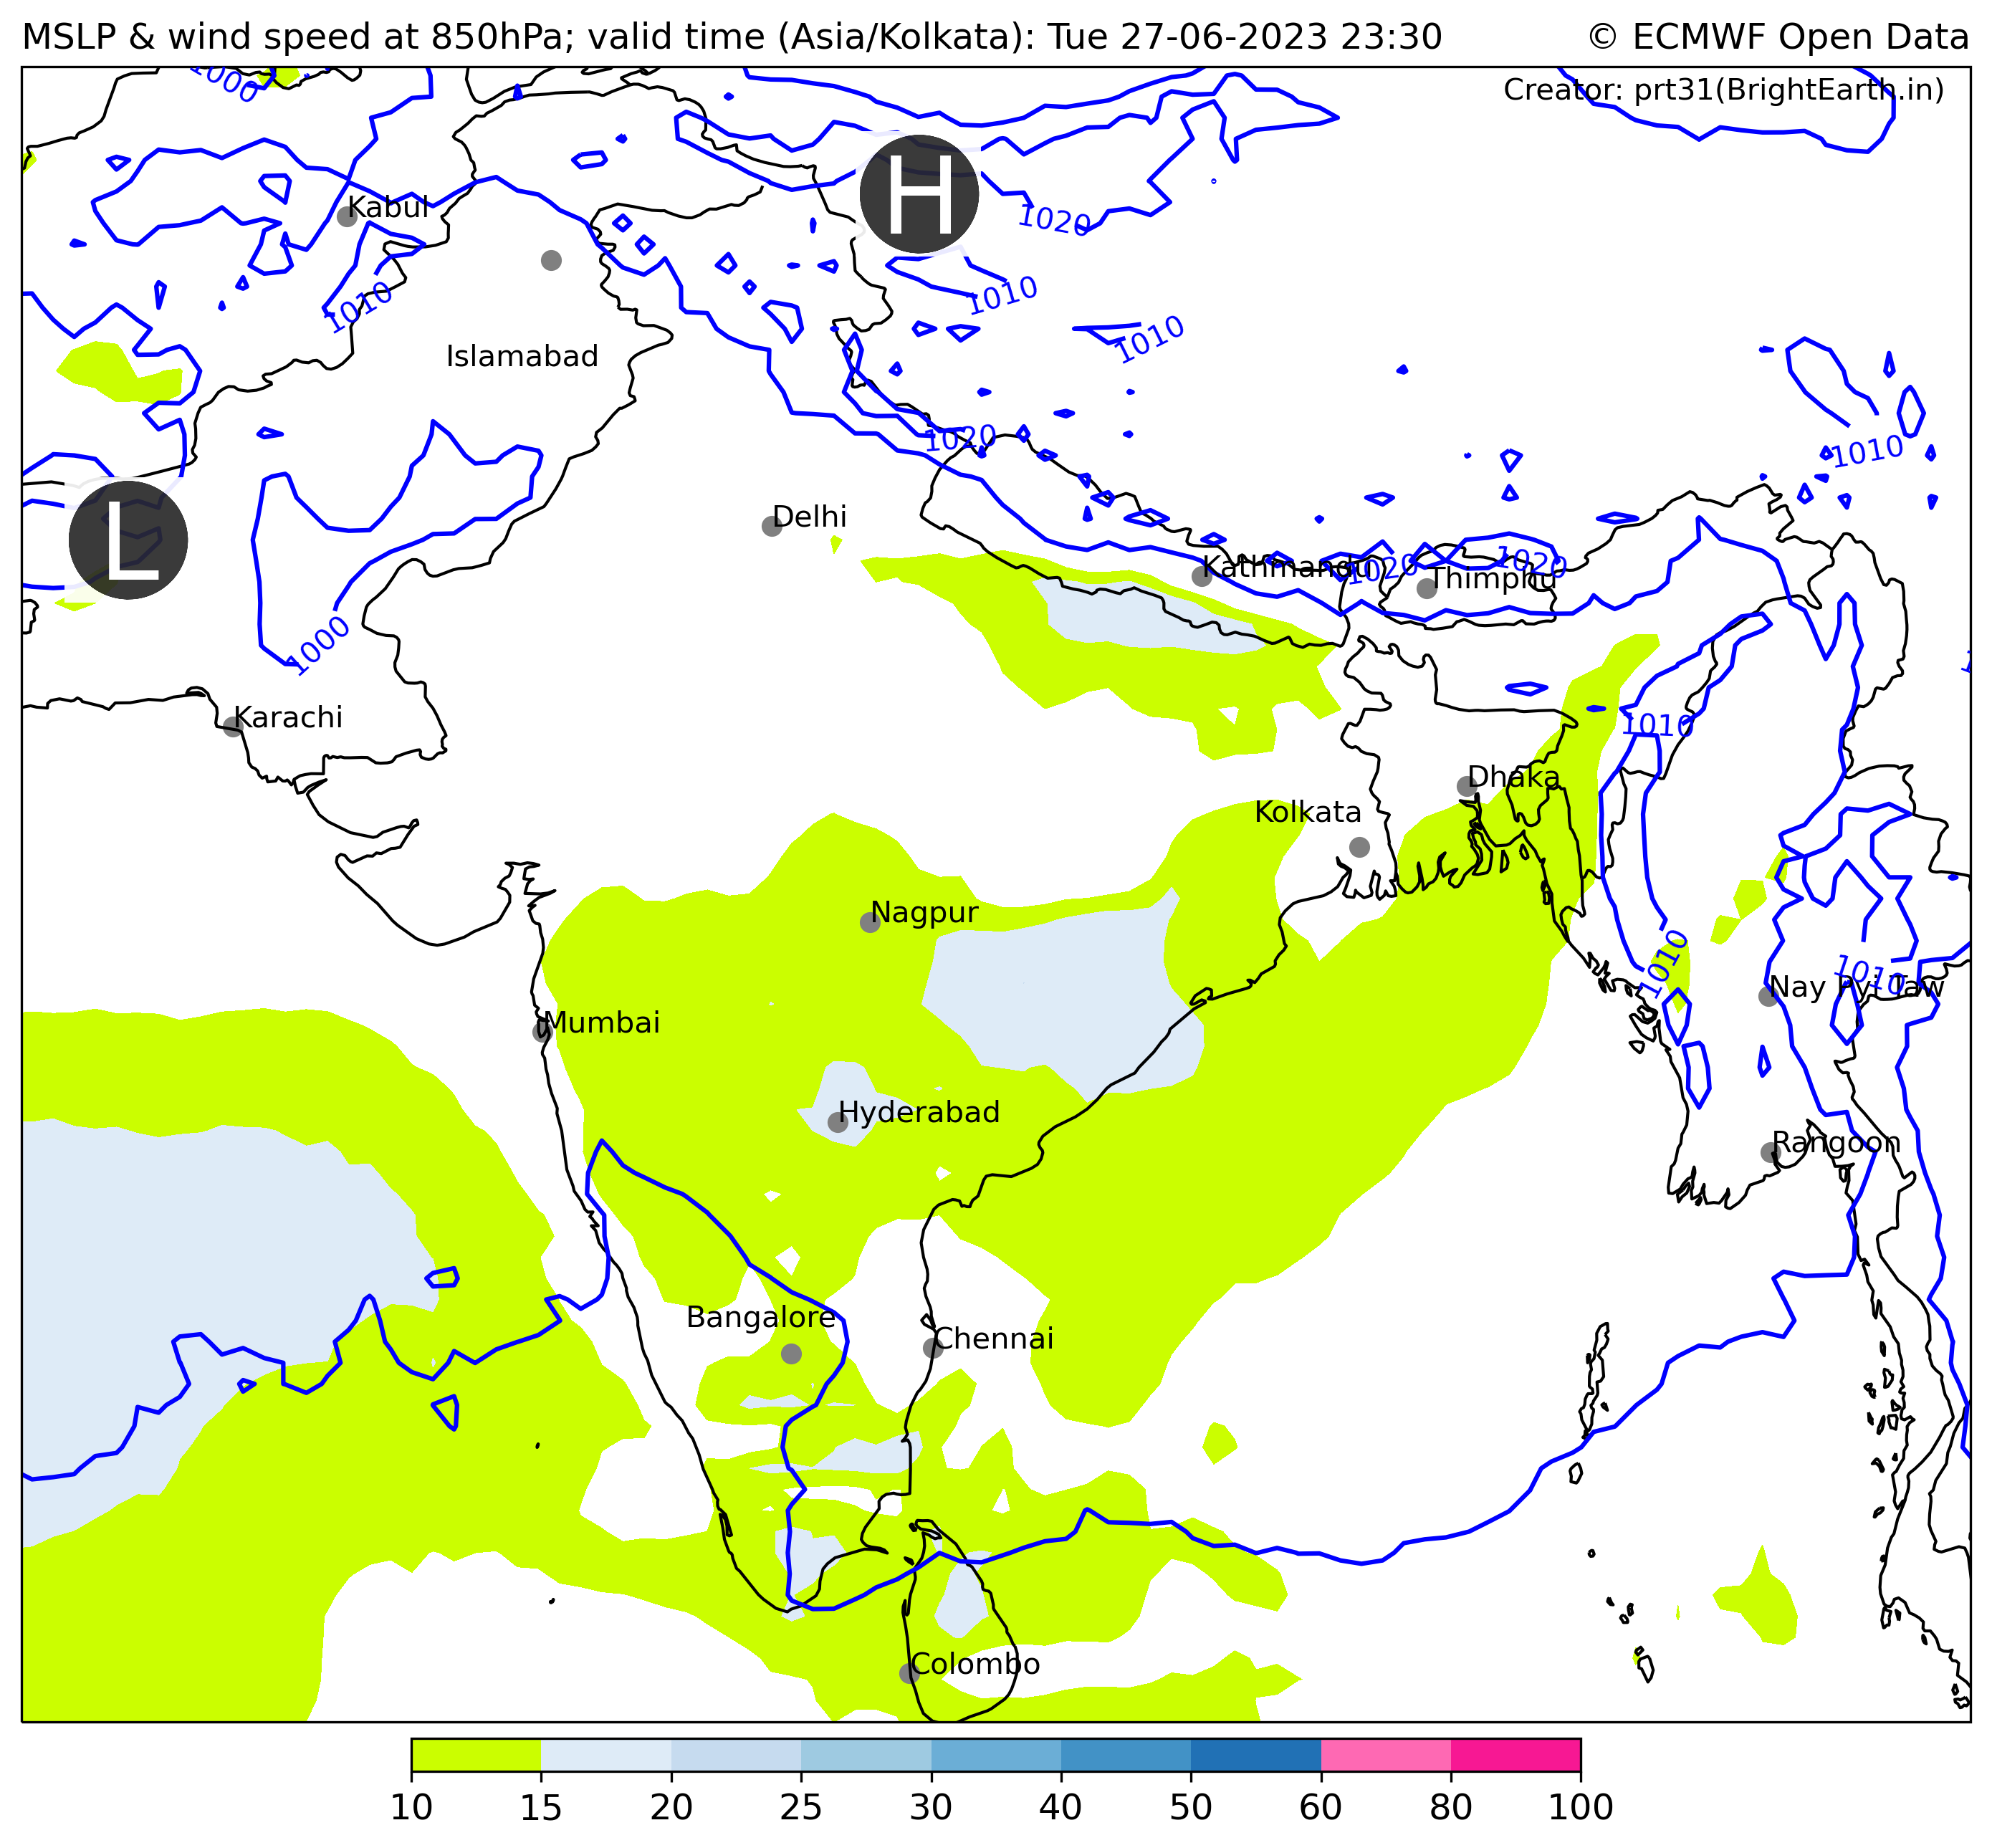 MSLP & wind speed at 850hPa; valid time (Asia/Kolkata): Tue 27-06-2023 23:30
© ECMWF Open Data
Creator: prt31(BrightEarth.in)
1000
H
Kabul
1020
1010
1010
1010
Islamabad
1020
1010
L
Delhi
Kathmandu
1020
1020
Thimphu
1000
Karachi
1010
Dhaka
Kolkata
Nagpur
1010
1010
Nay Pyi Taw
Mumbai
Hyderabad
Rangoon
Bangalore
Chennai
Colombo
10 15 20 25 30 40 50 60 80 100